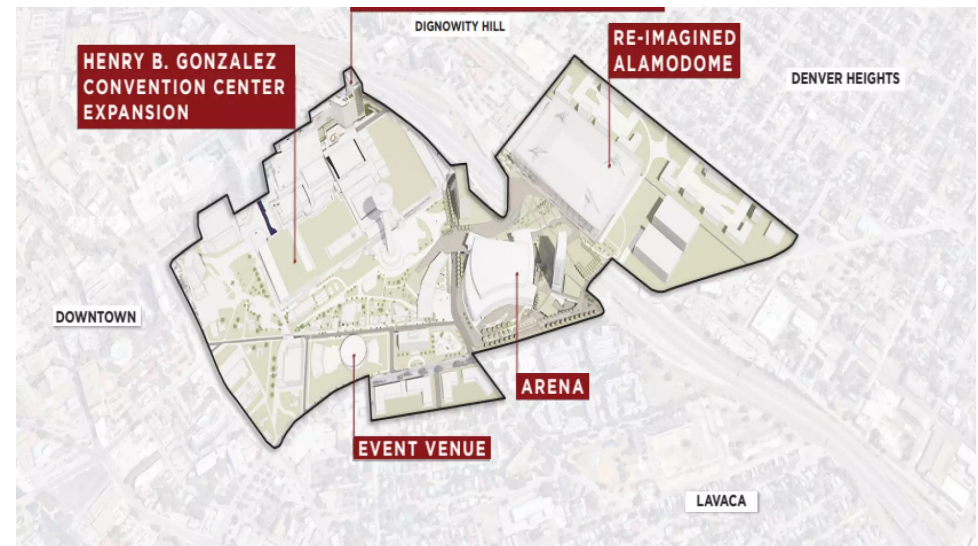 DIGNOWITY HILL
HENRY B. GONZALEZ
CONVENTION CENTER
EXPANSION
RE-IMAGINED
ALAMODOME
DENVER HEIGHTS
DOWNTOWN
ARENA
EVENT VENUE
LAVACA